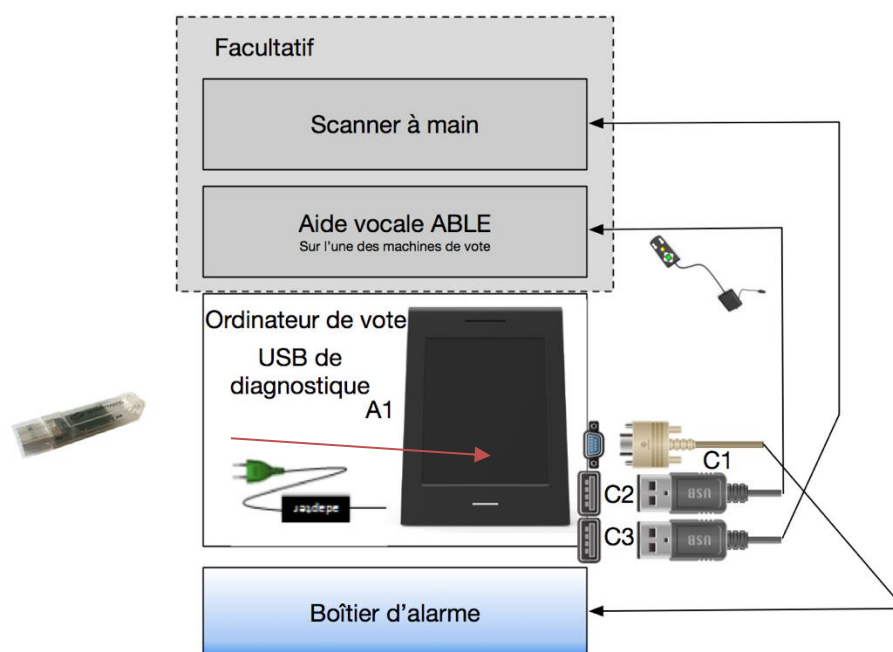 Facultatif
Scanner à main
Aide vocale ABLE
Sur l'une des machines de vote
Ordinateur de vote
USB de
diagnostique
A1
adapter
C1
C2
USB
C3
USB
Boîtier d'alarme